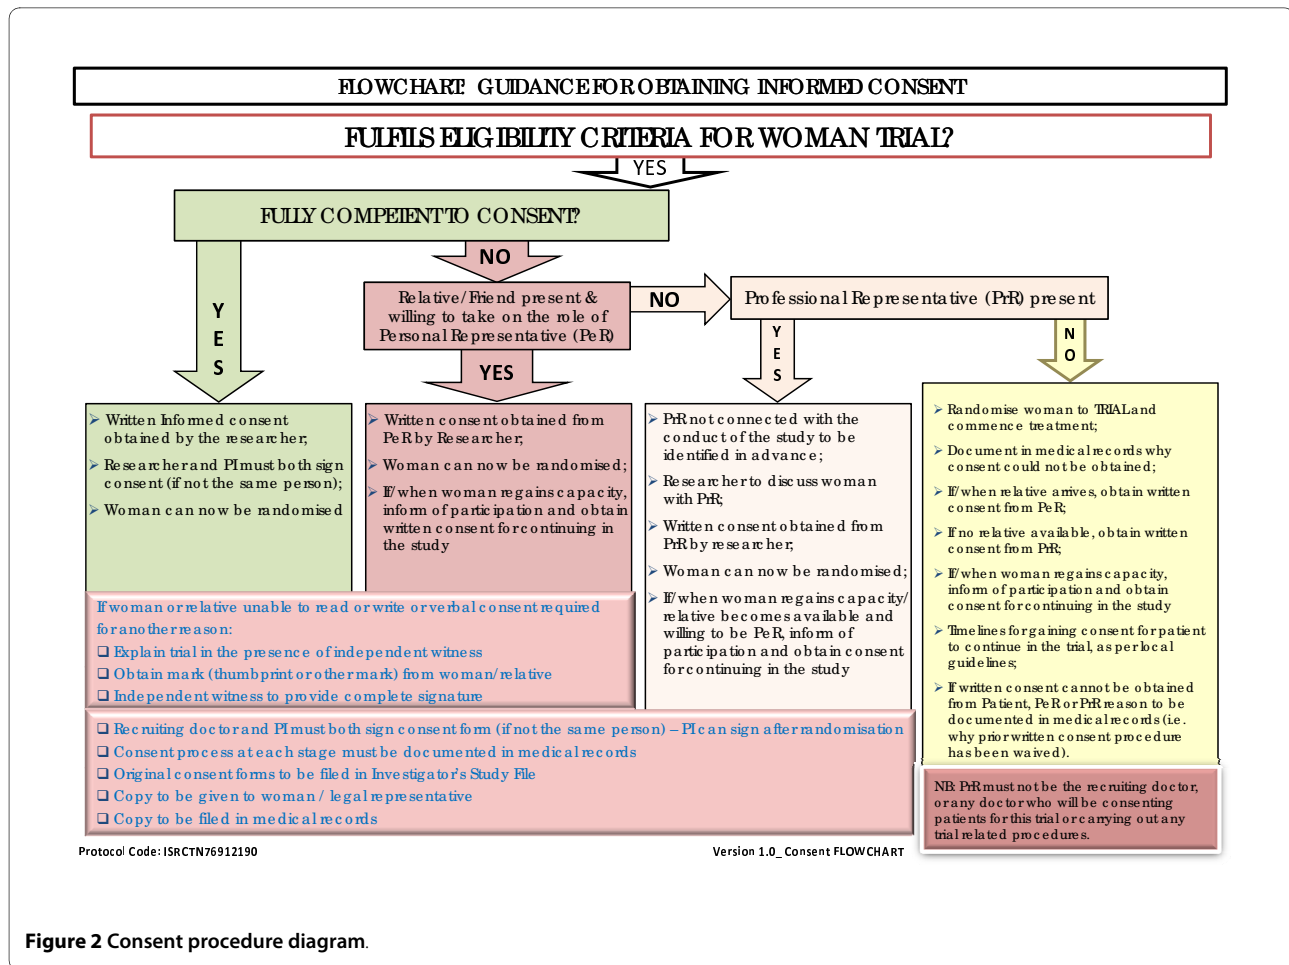 FLOWCHART: GUIDANCE FOR OBTAINING INFORMED CONSENT
FULFILS ELIGIBILITY CRITERIA FOR WOMAN TRIAL?
YES
FULLY COMPETENT TO CONSENT?
NO
YES
Relative/Friend present &
willing to take on the role of
Personal Representative (PeR)
NO
Professional Representative (PrR) present
YES
YES
NO
➢ Written Informed consent
obtained by the researcher;
➢ Researcher and PI must both sign
consent (if not the same person);
➢ Woman can now be randomised
➢ Written consent obtained from
PeR by Researcher;
➢ Woman can now be randomised;
➢ If/when woman regains capacity,
inform of participation and obtain
written consent for continuing in
the study
➢ PrR not connected with the
conduct of the study to be
identified in advance;
➢ Researcher to discuss woman
with PrR;
➢ Written consent obtained from
PrR by researcher;
➢ Woman can now be randomised;
➢ If/when woman regains capacity/
relative becomes available and
willing to be PeR, inform of
participation and obtain consent
for continuing in the study
➢ Randomise woman to TRIAL and
commence treatment;
➢ Document in medical records why
consent could not be obtained;
➢ If/when relative arrives, obtain written
consent from PeR;
➢ If no relative available, obtain written
consent from PrR;
➢ If/when woman regains capacity,
inform of participation and obtain
consent for continuing in the study
➢ Timelines for gaining consent for patient
to continue in the trial, as per local
guidelines;
➢ If written consent cannot be obtained
from Patient, PeR or PrR reason to be
documented in medical records (i.e.
why prior written consent procedure
has been waived).
If woman or relative unable to read or write or verbal consent required
for another reason:
❑ Explain trial in the presence of independent witness
❑ Obtain mark (thumbprint or other mark) from woman/relative
❑ Independent witness to provide complete signature
❑ Recruiting doctor and PI must both sign consent form (if not the same person) – PI can sign after randomisation
❑ Consent process at each stage must be documented in medical records
❑ Original consent forms to be filed in Investigator's Study File
❑ Copy to be given to woman / legal representative
❑ Copy to be filed in medical records
NB: PrR must not be the recruiting doctor,
or any doctor who will be consenting
patients for this trial or carrying out any
trial related procedures.
Protocol Code: ISRCTN76912190
Version 1.0_ Consent FLOWCHART
Figure 2 Consent procedure diagram.